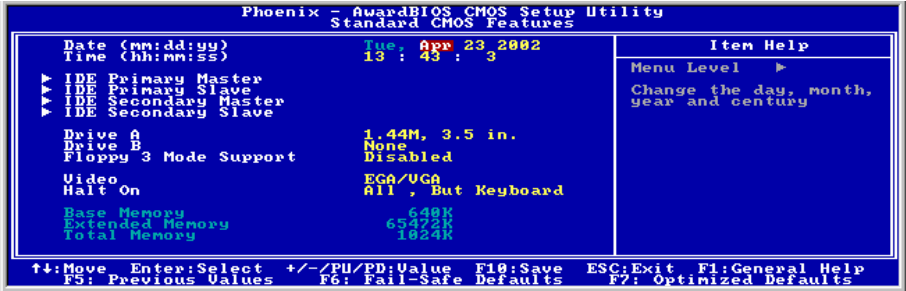 Phoenix - AwardBIOS CMOS Setup Utility
Standard CMOS Features
Date (mm:dd:yy) Tue, Apr 23 2002
Time (hh:mm:ss) 13 : 43 : 3
► IDE Primary Master
► IDE Primary Slave
► IDE Secondary Master
► IDE Secondary Slave
Drive A 1.44M, 3.5 in.
Drive B None
Floppy 3 Mode Support Disabled
Video EGA/VGA
Halt On All , But Keyboard
Base Memory 640K
Extended Memory 65472K
Total Memory 1024K
Item Help
Menu Level ►
Change the day, month,
year and century
↑↓:Move Enter:Select +/-/PU/PD:Value F10:Save ESC:Exit F1:General Help
F5: Previous Values F6: Fail-Safe Defaults F7: Optimized Defaults